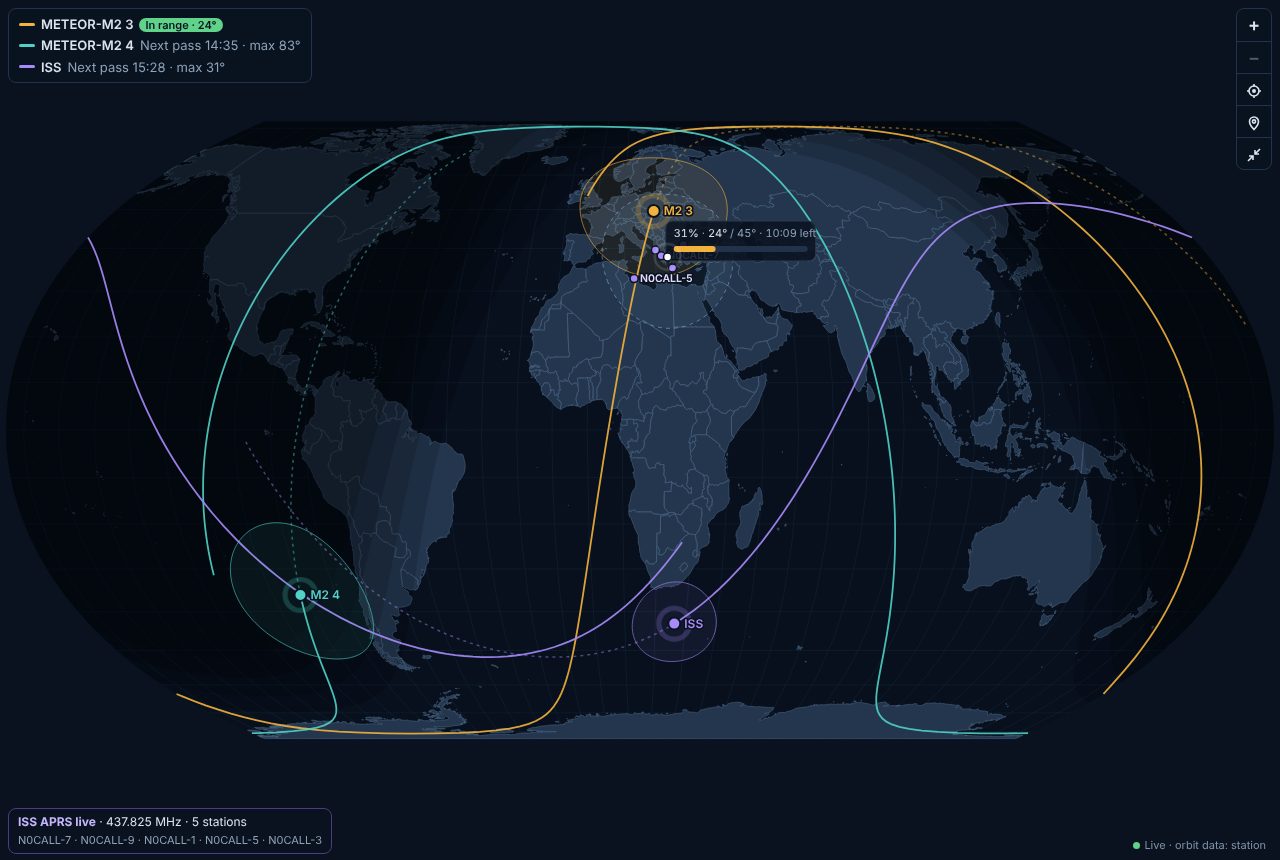 METEOR-M2 3 In range · 24°
METEOR-M2 4 Next pass 14:35 · max 83°
ISS Next pass 15:28 · max 31°
+
−
M2 3
31% · 24° / 45° · 10:09 left
N0CALL-5
M2 4
ISS
ISS APRS live · 437.825 MHz · 5 stations
N0CALL-7 · N0CALL-9 · N0CALL-1 · N0CALL-5 · N0CALL-3
Live · orbit data: station